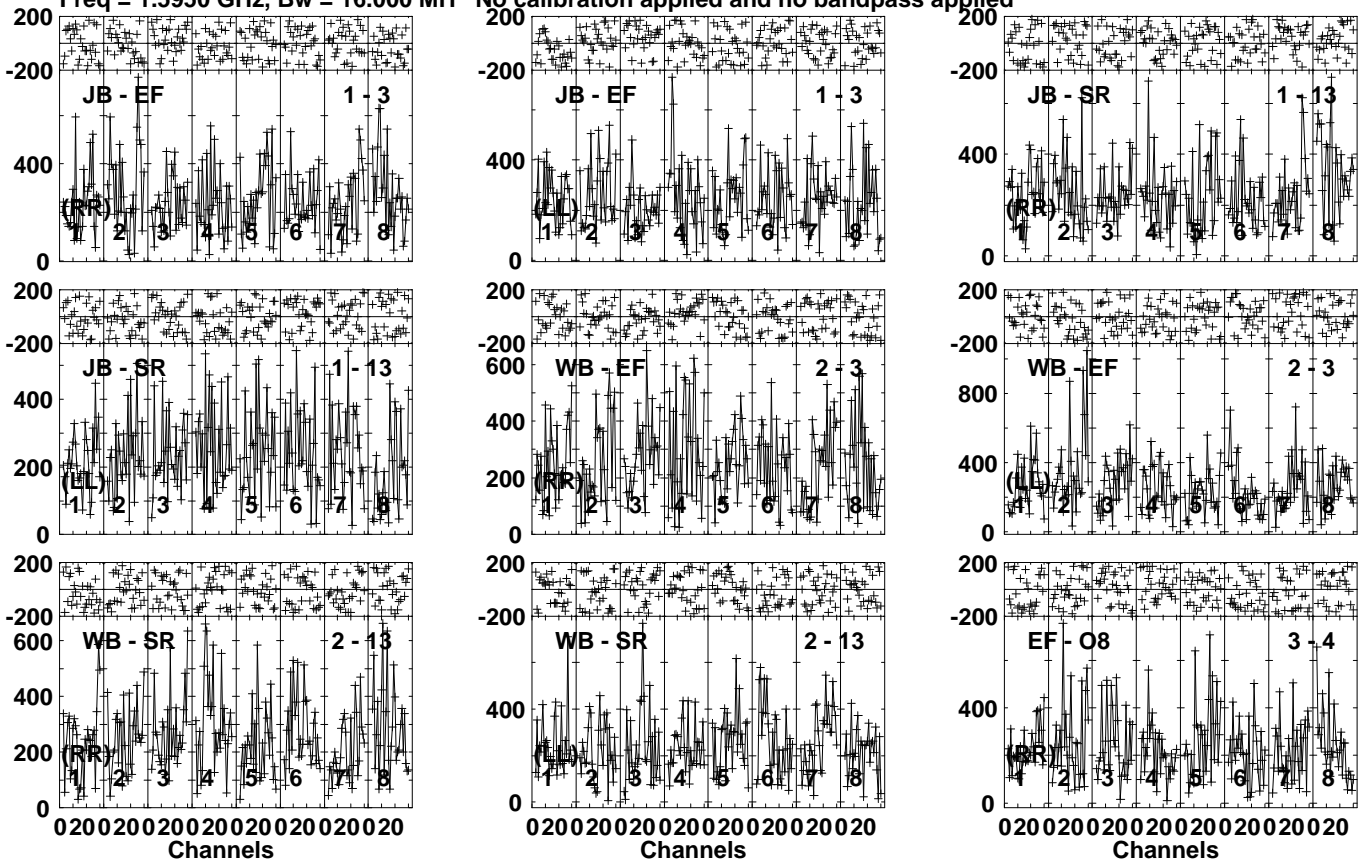 Freq = 1.5950 GHz, Bw = 16.000 MH No calibration applied and no bandpass applied
200 200 200
-200 -200 -200
JB - EF 1 - 3 JB - EF 1 - 3 JB - SR 1 - 13
400 400 400
(RR) (LL) (RR)
1 2 3 4 5 6 7 8 1 2 3 4 5 6 7 8 1 2 3 4 5 6 7 8
0 0 0
200 200 200
-200 -200 -200
JB - SR 1 - 13 WB - EF 2 - 3 WB - EF 2 - 3
600
400 400 800
200 200 400
(LL) (RR) (LL)
1 2 3 4 5 6 7 8 1 2 3 4 5 6 7 8 1 2 3 4 5 6 7 8
0 0 0
200 200 200
-200 -200 -200
WB - SR 2 - 13 WB - SR 2 - 13 EF - O8 3 - 4
600
400 400 400
200
(RR) (LL) (RR)
1 2 3 4 5 6 7 8 1 2 3 4 5 6 7 8 1 2 3 4 5 6 7 8
0 0 0
0 20 0 20 0 20 0 20 0 20 0 20 0 20 0 20 0 20 0 20 0 20 0 20 0 20 0 20 0 20 0 20 0 20 0 20 0 20 0 20 0 20 0 20 0 20 0 20
Channels Channels Channels